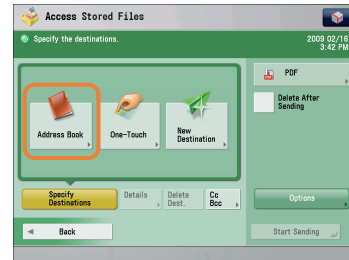 Access Stored Files
Specify the destinations.
2009 02/16
3:42 PM
PDF
Delete After
Sending
Address Book
One-Touch
New
Destination
Specify
Destinations
Details
Delete
Dest.
Cc
Bcc
Options
Back
Start Sending